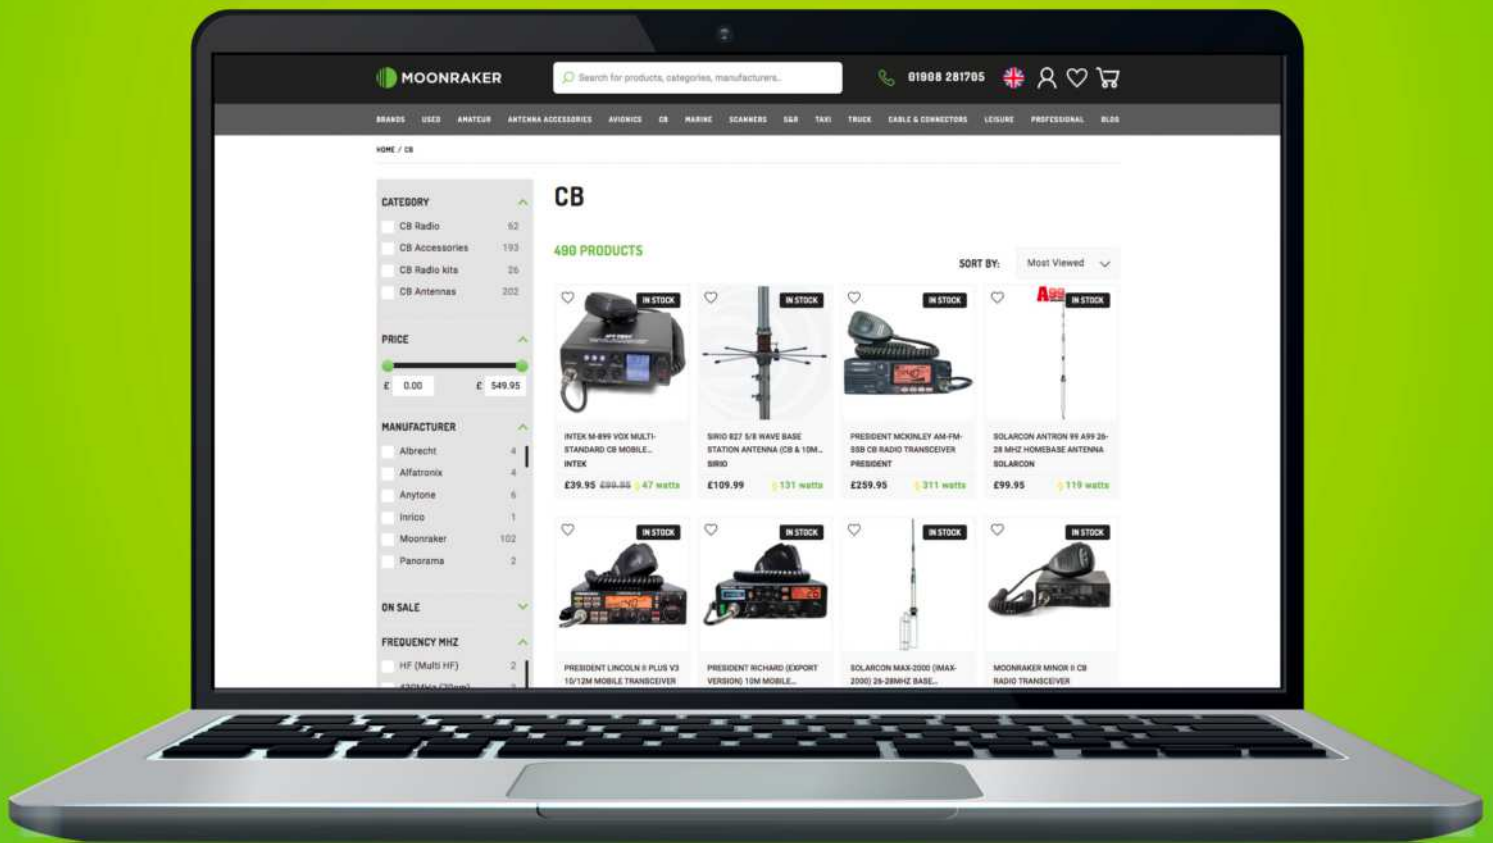 MOONRAKER
Search for products, categories, manufacturers..
01908 281705
BRANDS USED AMATEUR ANTENNA ACCESSORIES AVIONICS CB MARINE SCANNERS S&R TAXI TRUCK CABLE & CONNECTORS LEISURE PROFESSIONAL BLOG
HOME / CB
CATEGORY
CB Radio 62
CB Accessories 193
CB Radio kits 26
CB Antennas 202
PRICE
£ 0.00 £ 549.95
MANUFACTURER
Albrecht 4
Alfatronix 4
Anytone 6
Inrico 1
Moonraker 102
Panorama 2
ON SALE
FREQUENCY MHZ
HF (Multi HF) 2
CB
490 PRODUCTS
SORT BY: Most Viewed
IN STOCK
INTEK M-899 VOX MULTI-
STANDARD CB MOBILE...
INTEK
£39.95 £99.95 47 watts
IN STOCK
SIRIO 827 5/8 WAVE BASE
STATION ANTENNA (CB & 10M...
SIRIO
£109.99 131 watts
IN STOCK
PRESIDENT MCKINLEY AM-FM-
SSB CB RADIO TRANSCEIVER
PRESIDENT
£259.95 311 watts
A99 IN STOCK
SOLARCON ANTRON 99 A99 26-
28 MHZ HOMEBASE ANTENNA
SOLARCON
£99.95 119 watts
IN STOCK
PRESIDENT LINCOLN II PLUS V3
10/12M MOBILE TRANSCEIVER
IN STOCK
PRESIDENT RICHARD (EXPORT
VERSION) 10M MOBILE...
IN STOCK
SOLARCON MAX-2000 (IMAX-
2000) 26-28MHZ BASE...
IN STOCK
MOONRAKER MINOR II CB
RADIO TRANSCEIVER